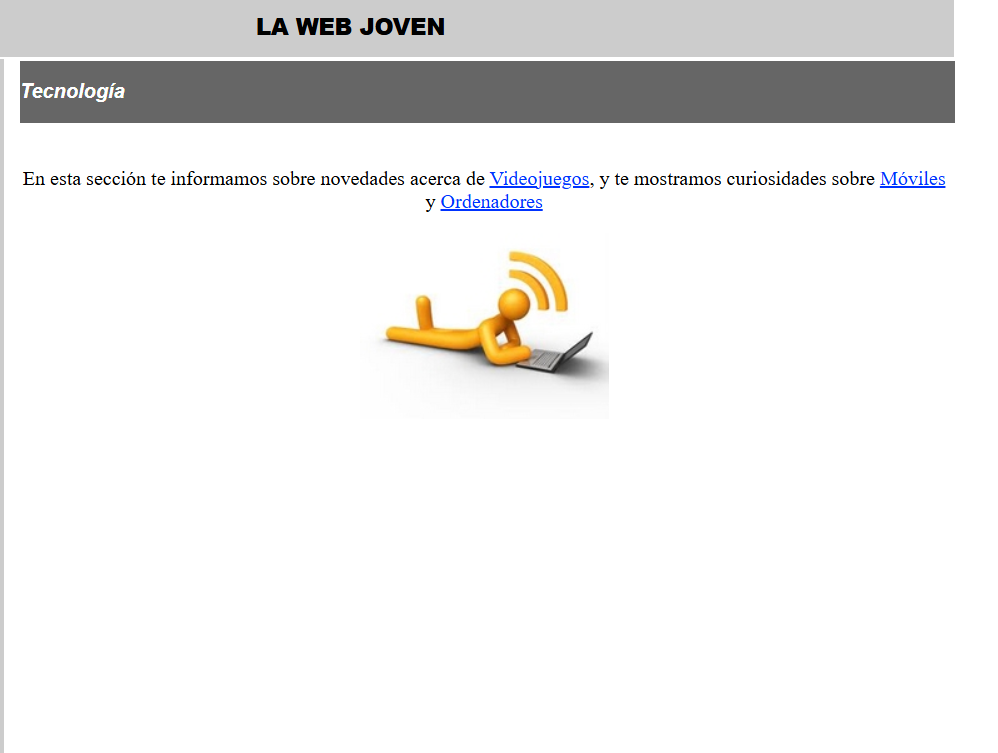 LA WEB JOVEN
Tecnología
En esta sección te informamos sobre novedades acerca de Videojuegos, y te mostramos curiosidades sobre Móviles
y Ordenadores